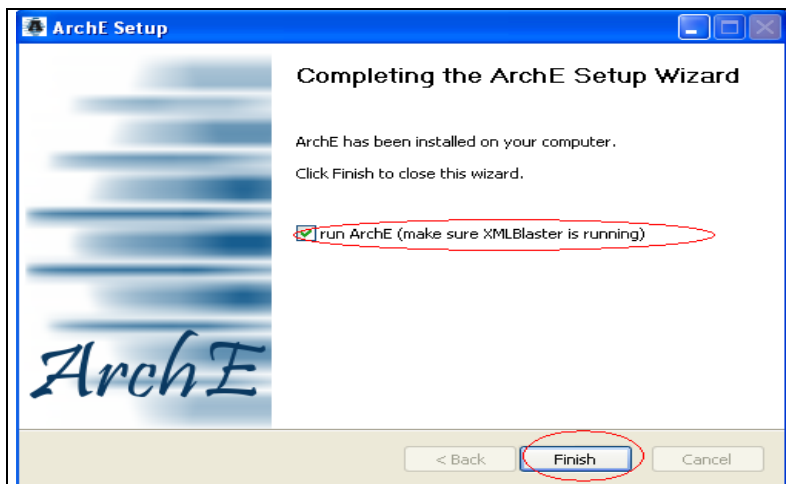 ArchE Setup
Completing the ArchE Setup Wizard
ArchE has been installed on your computer.
Click Finish to close this wizard.
run ArchE (make sure XMLBlaster is running)
ArchE
< Back
Finish
Cancel